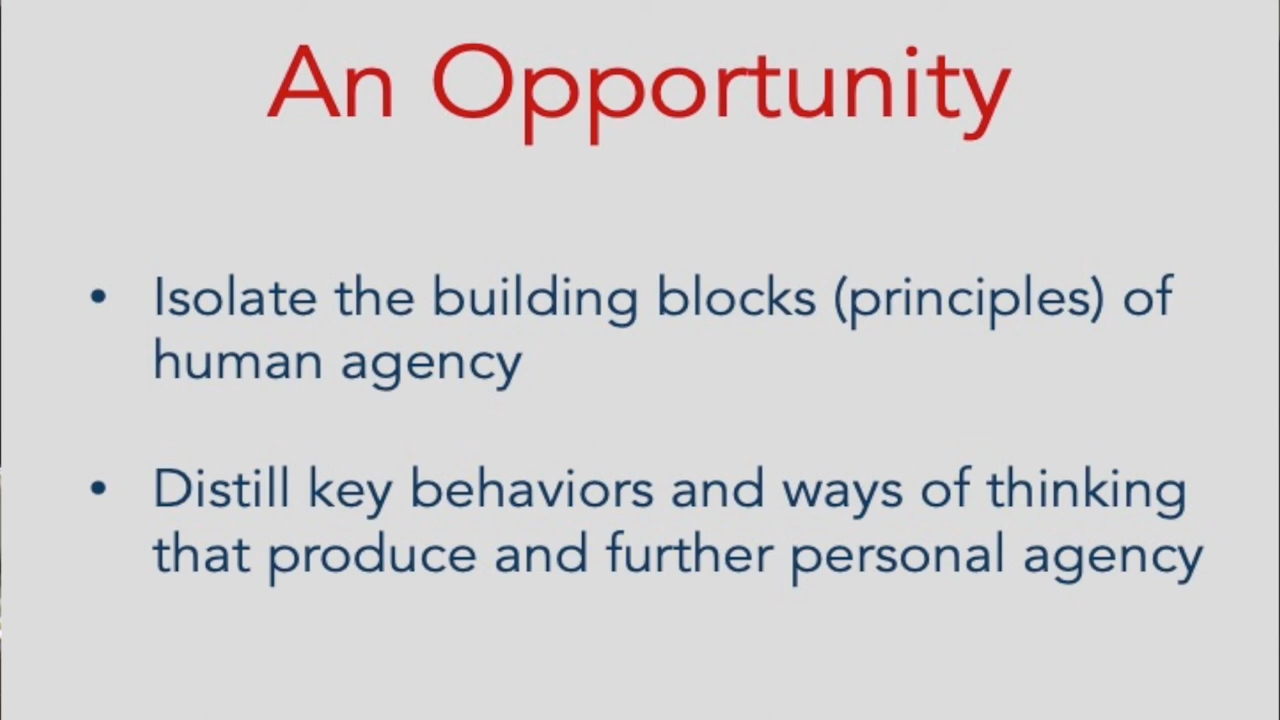 An Opportunity
• Isolate the building blocks (principles) of
human agency
• Distill key behaviors and ways of thinking
that produce and further personal agency